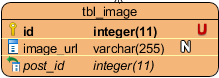 tbl_image
id integer(11) U
image_url varchar(255) N
post_id integer(11)